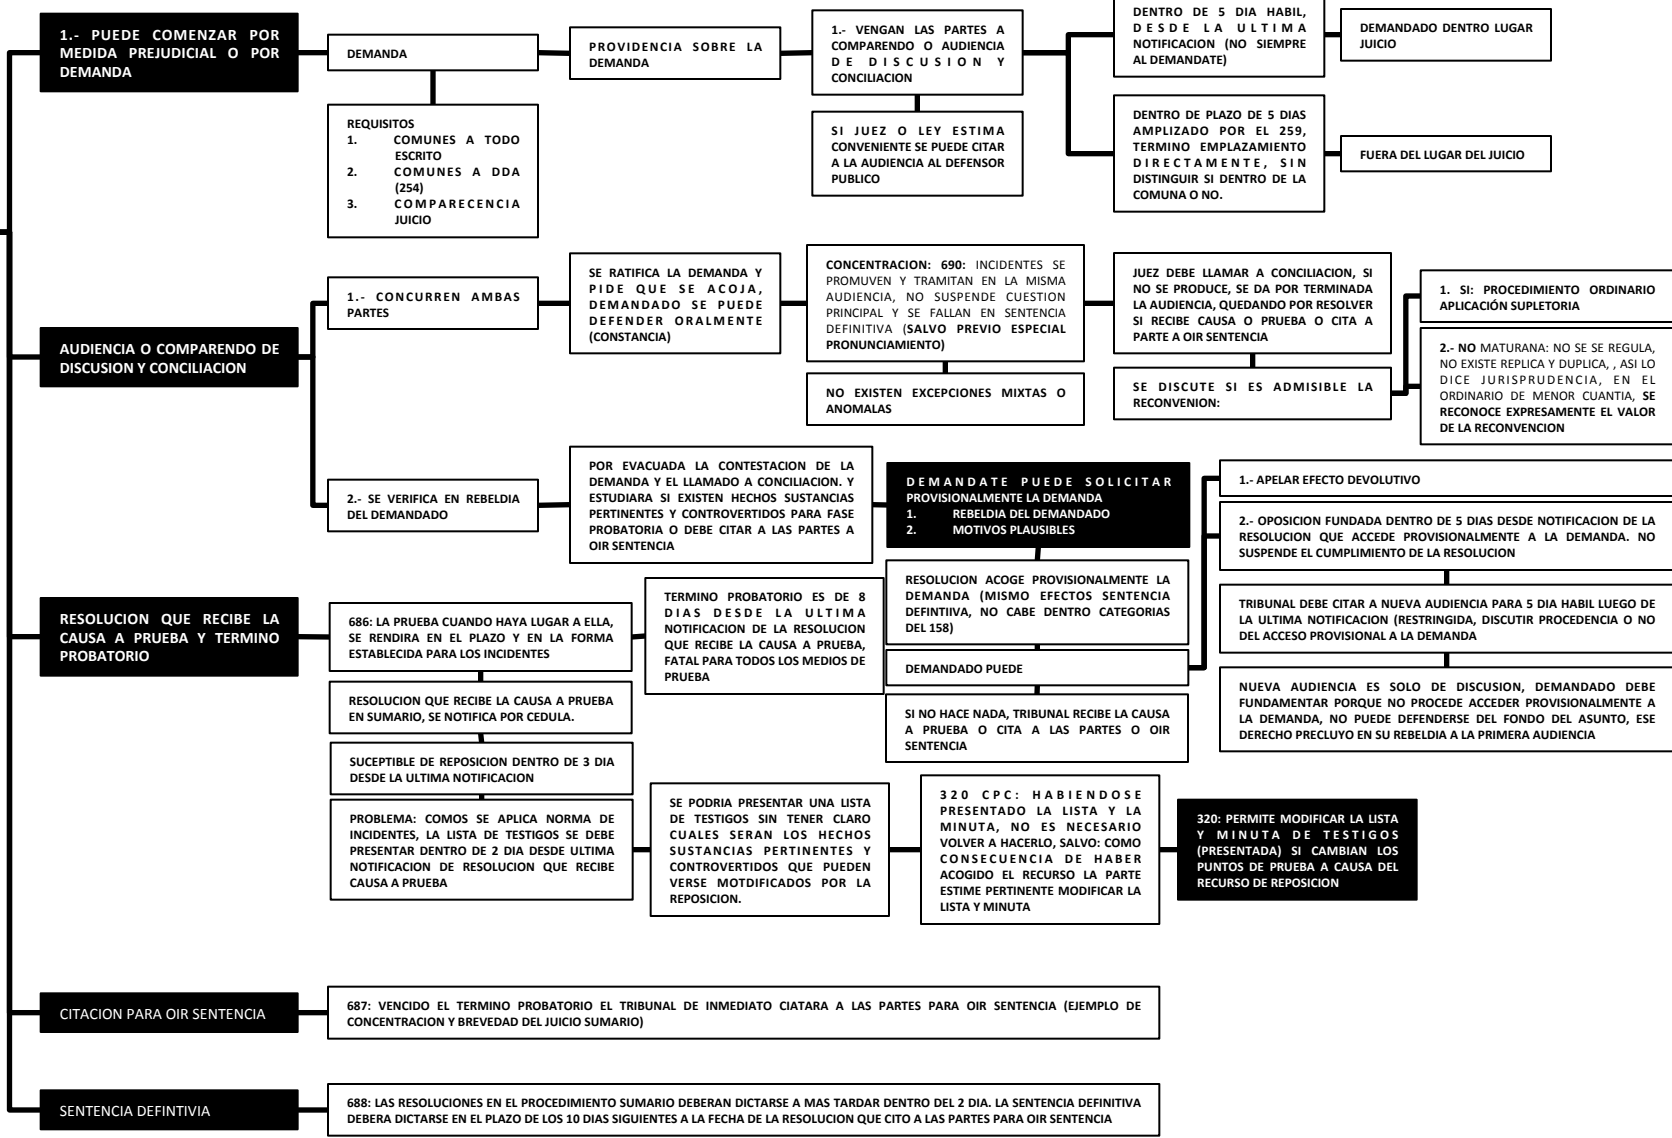 1.- PUEDE COMENZAR POR
MEDIDA PREJUDICIAL O POR
DEMANDA
DEMANDA
REQUISITOS
1. COMUNES A TODO
ESCRITO
2. COMUNES A DDA
(254)
3. COMPARECENCIA
JUICIO
PROVIDENCIA SOBRE LA
DEMANDA
1.- VENGAN LAS PARTES A
COMPARENDO O AUDIENCIA
DE DISCUSION Y
CONCILIACION
SI JUEZ O LEY ESTIMA
CONVENIENTE SE PUEDE CITAR
A LA AUDIENCIA AL DEFENSOR
PUBLICO
DENTRO DE 5 DIA HABIL,
DESDE LA ULTIMA
NOTIFICACION (NO SIEMPRE
AL DEMANDATE)
DEMANDADO DENTRO LUGAR
JUICIO
DENTRO DE PLAZO DE 5 DIAS
AMPLIZADO POR EL 259,
TERMINO EMPLAZAMIENTO
DIRECTAMENTE, SIN
DISTINGUIR SI DENTRO DE LA
COMUNA O NO.
FUERA DEL LUGAR DEL JUICIO
AUDIENCIA O COMPARENDO DE
DISCUSION Y CONCILIACION
1.- CONCURREN AMBAS
PARTES
SE RATIFICA LA DEMANDA Y
PIDE QUE SE ACOJA,
DEMANDADO SE PUEDE
DEFENDER ORALMENTE
(CONSTANCIA)
CONCENTRACION: 690: INCIDENTES SE
PROMUEVEN Y TRAMITAN EN LA MISMA
AUDIENCIA, NO SUSPENDE CUESTION
PRINCIPAL Y SE FALLAN EN SENTENCIA
DEFINITIVA (SALVO PREVIO ESPECIAL
PRONUNCIAMIENTO)
NO EXISTEN EXCEPCIONES MIXTAS O
ANOMALAS
JUEZ DEBE LLAMAR A CONCILIACION, SI
NO SE PRODUCE, SE DA POR TERMINADA
LA AUDIENCIA, QUEDANDO POR RESOLVER
SI RECIBE CAUSA O PRUEBA O CITA A
PARTE A OIR SENTENCIA
SE DISCUTE SI ES ADMISIBLE LA
RECONVENION:
1. SI: PROCEDIMIENTO ORDINARIO
APLICACIÓN SUPLETORIA
2.- NO MATURANA: NO SE SE REGULA,
NO EXISTE REPLICA Y DUPLICA, , ASI LO
DICE JURISPRUDENCIA, EN EL
ORDINARIO DE MENOR CUANTIA, SE
RECONOCE EXPRESAMENTE EL VALOR
DE LA RECONVENCION
2.- SE VERIFICA EN REBELDIA
DEL DEMANDADO
POR EVACUADA LA CONTESTACION DE LA
DEMANDA Y EL LLAMADO A CONCILIACION. Y
ESTUDIARA SI EXISTEN HECHOS SUSTANCIAS
PERTINENTES Y CONTROVERTIDOS PARA FASE
PROBATORIA O DEBE CITAR A LAS PARTES A
OIR SENTENCIA
DEMANDATE PUEDE SOLICITAR
PROVISIONALMENTE LA DEMANDA
1. REBELDIA DEL DEMANDADO
2. MOTIVOS PLAUSIBLES
RESOLUCION ACOGE PROVISIONALMENTE LA
DEMANDA (MISMO EFECTOS SENTENCIA
DEFINTIIVA, NO CABE DENTRO CATEGORIAS
DEL 158)
DEMANDADO PUEDE
SI NO HACE NADA, TRIBUNAL RECIBE LA CAUSA
A PRUEBA O CITA A LAS PARTES O OIR
SENTENCIA
1.- APELAR EFECTO DEVOLUTIVO
2.- OPOSICION FUNDADA DENTRO DE 5 DIAS DESDE NOTIFICACION DE LA
RESOLUCION QUE ACCEDE PROVISIONALMENTE A LA DEMANDA. NO
SUSPENDE EL CUMPLIMIENTO DE LA RESOLUCION
TRIBUNAL DEBE CITAR A NUEVA AUDIENCIA PARA 5 DIA HABIL LUEGO DE
LA ULTIMA NOTIFICACION (RESTRINGIDA, DISCUTIR PROCEDENCIA O NO
DEL ACCESO PROVISIONAL A LA DEMANDA
NUEVA AUDIENCIA ES SOLO DE DISCUSION, DEMANDADO DEBE
FUNDAMENTAR PORQUE NO PROCEDE ACCEDER PROVISIONALMENTE A
LA DEMANDA, NO PUEDE DEFENDERSE DEL FONDO DEL ASUNTO, ESE
DERECHO PRECLUYO EN SU REBELDIA A LA PRIMERA AUDIENCIA
RESOLUCION QUE RECIBE LA
CAUSA A PRUEBA Y TERMINO
PROBATORIO
686: LA PRUEBA CUANDO HAYA LUGAR A ELLA,
SE RENDIRA EN EL PLAZO Y EN LA FORMA
ESTABLECIDA PARA LOS INCIDENTES
TERMINO PROBATORIO ES DE 8
DIAS DESDE LA ULTIMA
NOTIFICACION DE LA RESOLUCION
QUE RECIBE LA CAUSA A PRUEBA,
FATAL PARA TODOS LOS MEDIOS DE
PRUEBA
RESOLUCION QUE RECIBE LA CAUSA A PRUEBA
EN SUMARIO, SE NOTIFICA POR CEDULA.
SUCEPTIBLE DE REPOSICION DENTRO DE 3 DIA
DESDE LA ULTIMA NOTIFICACION
PROBLEMA: COMOS SE APLICA NORMA DE
INCIDENTES, LA LISTA DE TESTIGOS SE DEBE
PRESENTAR DENTRO DE 2 DIA DESDE ULTIMA
NOTIFICACION DE RESOLUCION QUE RECIBE
CAUSA A PRUEBA
SE PODRIA PRESENTAR UNA LISTA
DE TESTIGOS SIN TENER CLARO
CUALES SERAN LOS HECHOS
SUSTANCIAS PERTINENTES Y
CONTROVERTIDOS QUE PUEDEN
VERSE MOTDIFICADOS POR LA
REPOSICION.
320 CPC: HABIENDOSE
PRESENTADO LA LISTA Y LA
MINUTA, NO ES NECESARIO
VOLVER A HACERLO, SALVO: COMO
CONSECUENCIA DE HABER
ACOGIDO EL RECURSO LA PARTE
ESTIME PERTINENTE MODIFICAR LA
LISTA Y MINUTA
320: PERMITE MODIFICAR LA LISTA
Y MINUTA DE TESTIGOS
(PRESENTADA) SI CAMBIAN LOS
PUNTOS DE PRUEBA A CAUSA DEL
RECURSO DE REPOSICION
CITACION PARA OIR SENTENCIA
687: VENCIDO EL TERMINO PROBATORIO EL TRIBUNAL DE INMEDIATO CIATARA A LAS PARTES PARA OIR SENTENCIA (EJEMPLO DE
CONCENTRACION Y BREVEDAD DEL JUICIO SUMARIO)
SENTENCIA DEFINTIVIA
688: LAS RESOLUCIONES EN EL PROCEDIMIENTO SUMARIO DEBERAN DICTARSE A MAS TARDAR DENTRO DEL 2 DIA. LA SENTENCIA DEFINITIVA
DEBERA DICTARSE EN EL PLAZO DE LOS 10 DIAS SIGUIENTES A LA FECHA DE LA RESOLUCION QUE CITO A LAS PARTES PARA OIR SENTENCIA